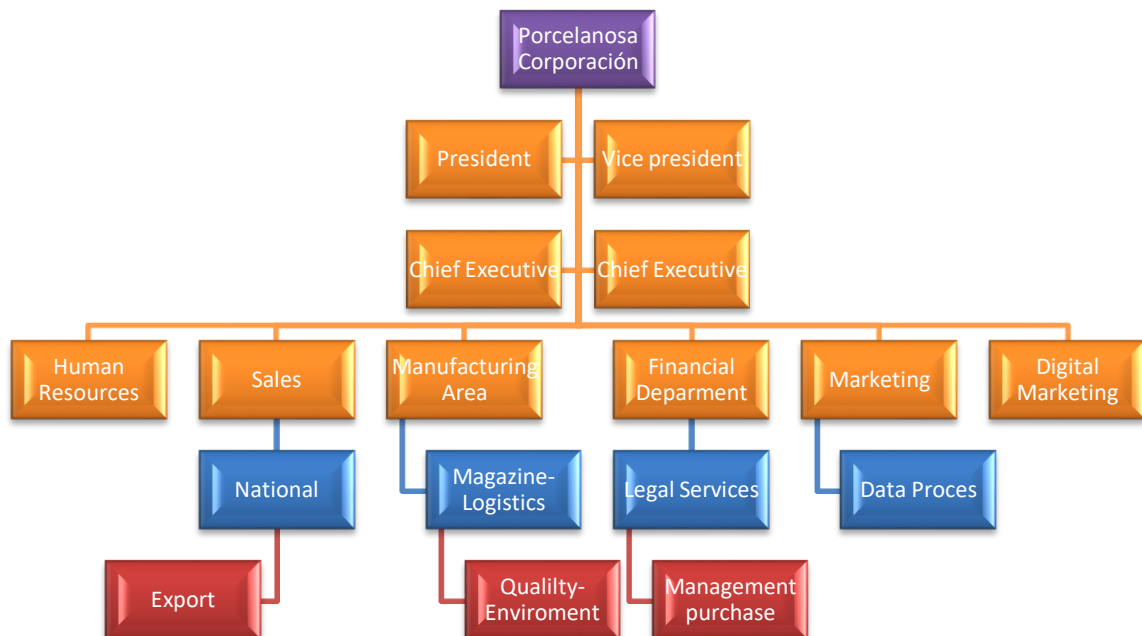 Porcelanosa
Corporación
President
Vice president
Chief Executive
Chief Executive
Human
Resources
Sales
Manufacturing
Area
Financial
Deparment
Marketing
Digital
Marketing
National
Magazine-
Logistics
Legal Services
Data Proces
Export
Qualilty-
Enviroment
Management
purchase